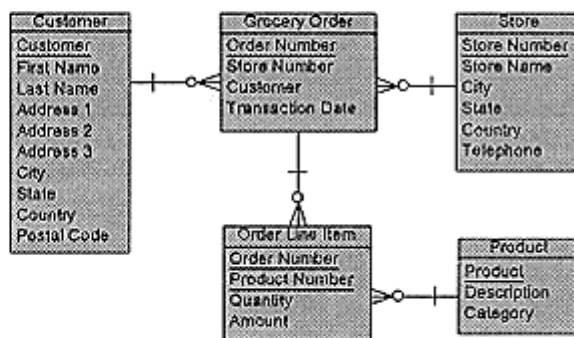 Customer
Customer
First Name
Last Name
Address 1
Address 2
Address 3
City
State
Country
Postal Code
Grocery Order
Order Number
Store Number
Customer
Transaction Date
Store
Store Number
Store Name
City
State
Country
Telephone
Order Line Item
Order Number
Product Number
Quantity
Amount
Product
Product
Description
Category